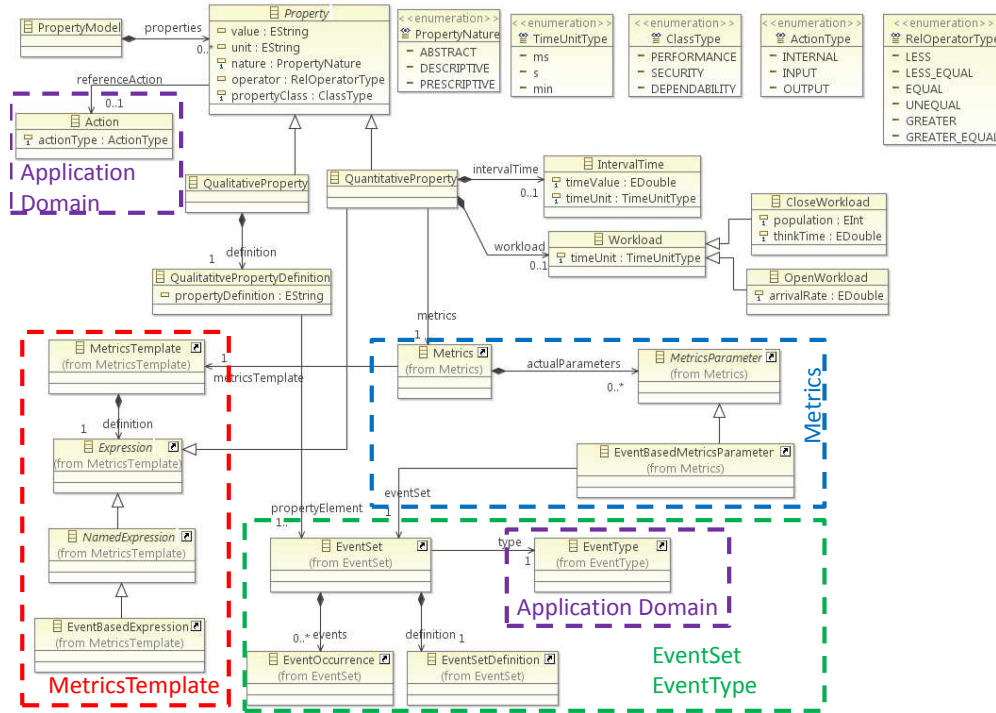 PropertyModel
properties
0..*
Property
value : EString
unit : EString
nature : PropertyNature
operator : RelOperatorType
propertyClass : ClassType
<<enumeration>>
PropertyNature
ABSTRACT
DESCRIPTIVE
PRESCRIPTIVE
<<enumeration>>
TimeUnitType
ms
s
min
<<enumeration>>
ClassType
PERFORMANCE
SECURITY
DEPENDABILITY
<<enumeration>>
ActionType
INTERNAL
INPUT
OUTPUT
<<enumeration>>
RelOperatorType
LESS
LESS_EQUAL
EQUAL
UNEQUAL
GREATER
GREATER_EQUAL
referenceAction
0..1
Action
actionType : ActionType
Application
Domain
QualitativeProperty
QuantitativeProperty
intervalTime
0..1
IntervalTime
timeValue : EDouble
timeUnit : TimeUnitType
workload
0..1
Workload
timeUnit : TimeUnitType
CloseWorkload
population : EInt
thinkTime : EDouble
OpenWorkload
arrivalRate : EDouble
definition
1
QualitatitvePropertyDefinition
propertyDefinition : EString
metrics
1
MetricsTemplate
(from MetricsTemplate)
1
metricsTemplate
Metrics
(from Metrics)
actualParameters
0..*
MetricsParameter
(from Metrics)
Metrics
definition
1
Expression
(from MetricsTemplate)
EventBasedMetricsParameter
(from Metrics)
eventSet
1
propertyElement
1..
NamedExpression
(from MetricsTemplate)
EventSet
(from EventSet)
type
1
EventType
(from EventType)
Application Domain
EventBasedExpression
(from MetricsTemplate)
MetricsTemplate
0..*
events
definition
1
EventOccurrence
(from EventSet)
EventSetDefinition
(from EventSet)
EventSet
EventType